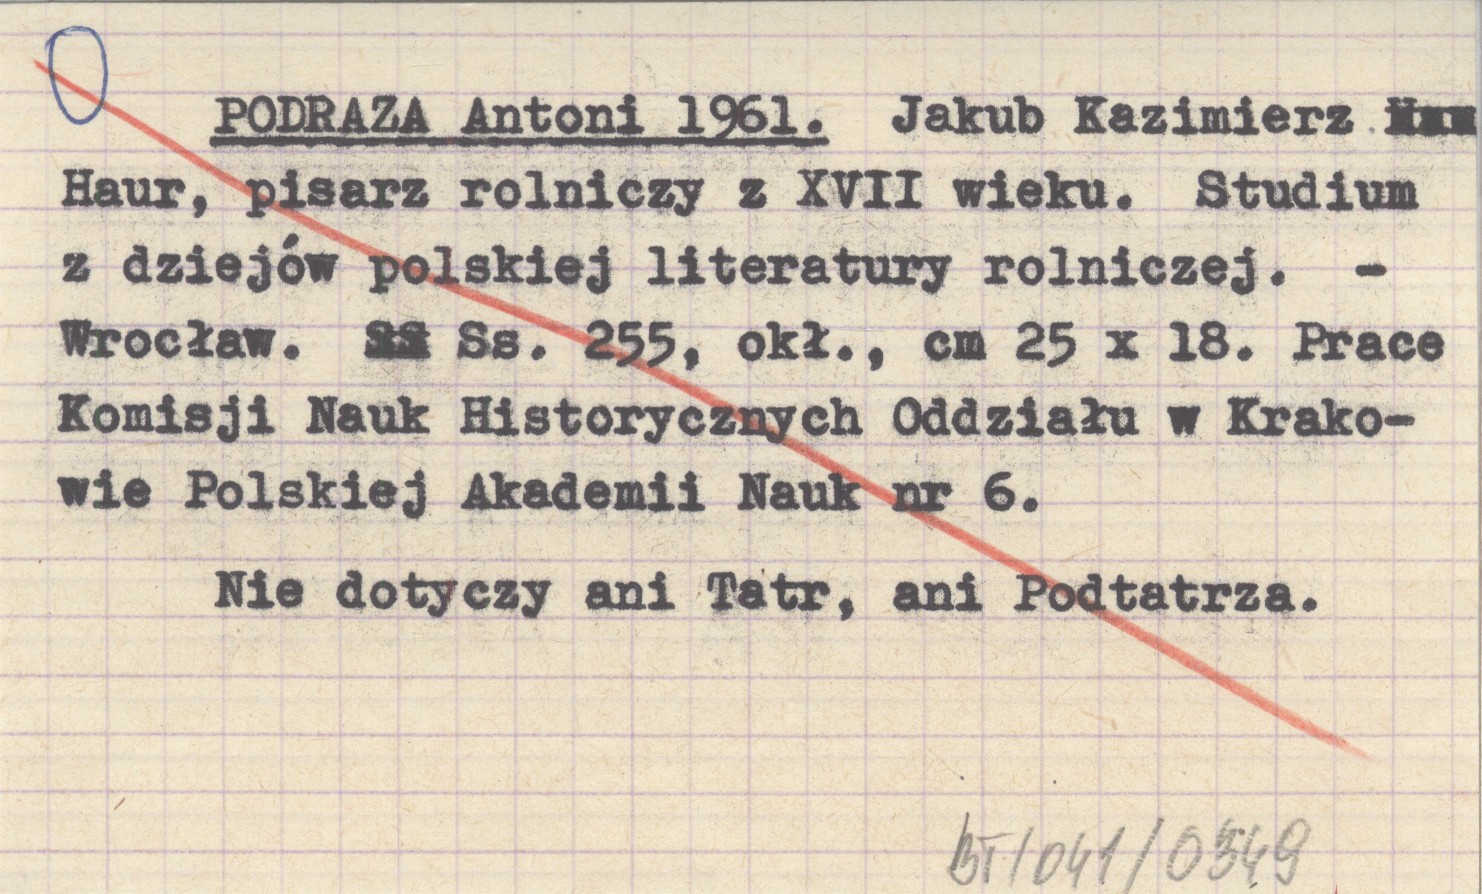 PODRAZA Antoni 1961. Jakub Kazimierz
Haur, pisarz rolniczy z XVII wieku. Studium
z dziejów polskiej literatury rolniczej. -
Wrocław. Ss. 255, okł., cm 25 x 18. Prace
Komisji Nauk Historycznych Oddziału w Krako-
wie Polskiej Akademii Nauk nr 6.
Nie dotyczy ani Tatr, ani Podtatrza.
BT/041/0349